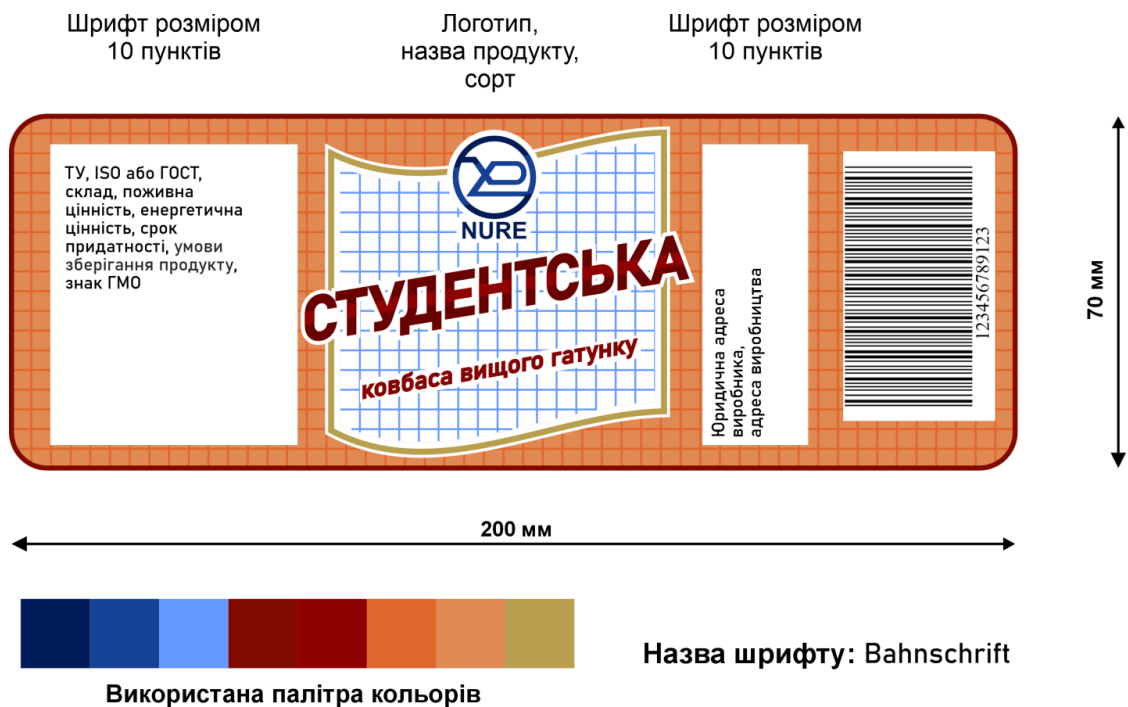 Шрифт розміром
10 пунктів
Логотип,
назва продукту,
сорт
Шрифт розміром
10 пунктів
ТУ, ISO або ГОСТ,
склад, поживна
цінність, енергетична
цінність, срок
придатності, умови
зберігання продукту,
знак ГМО
NURE
СТУДЕНТСЬКА
ковбаса вищого гатунку
Юридична адреса
виробника,
адреса виробництва
123456789123
70 мм
200 мм
Використана палітра кольорів
Назва шрифту: Bahnschrift